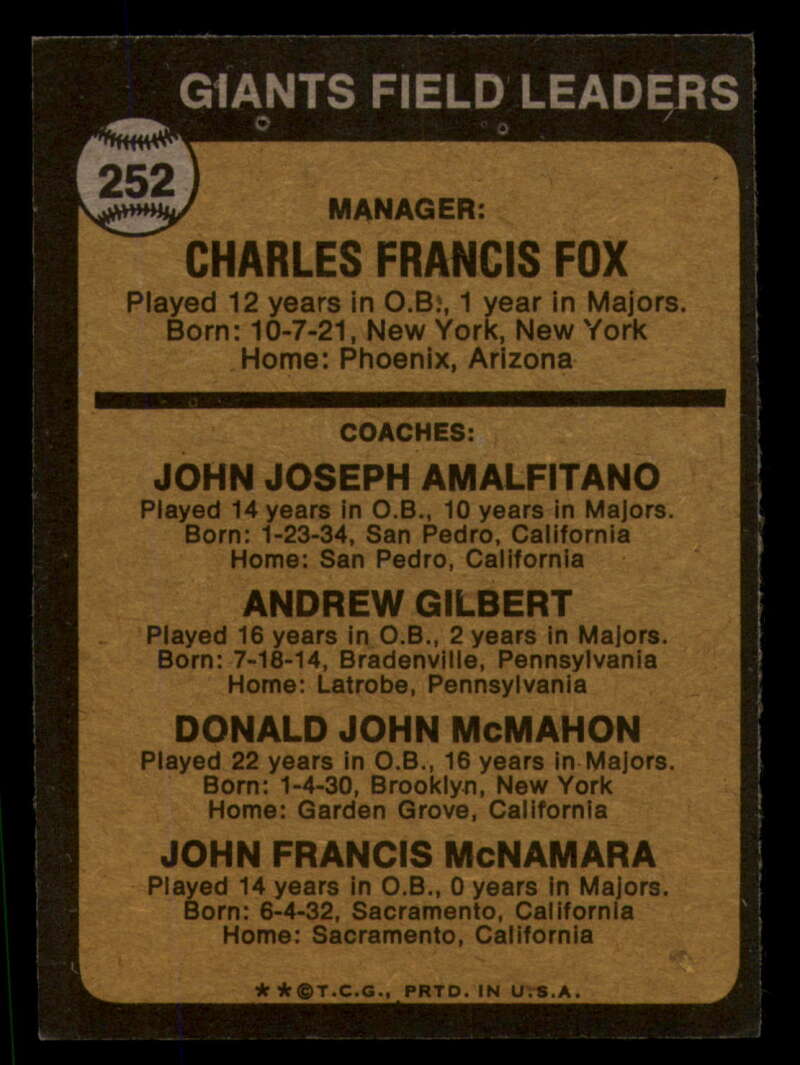 GIANTS FIELD LEADERS
252
MANAGER:
CHARLES FRANCIS FOX
Played 12 years in O.B., 1 year in Majors.
Born: 10-7-21, New York, New York
Home: Phoenix, Arizona
COACHES:
JOHN JOSEPH AMALFITANO
Played 14 years in O.B., 10 years in Majors.
Born: 1-23-34, San Pedro, California
Home: San Pedro, California
ANDREW GILBERT
Played 16 years in O.B., 2 years in Majors.
Born: 7-18-14, Bradenville, Pennsylvania
Home: Latrobe, Pennsylvania
DONALD JOHN McMAHON
Played 22 years in O.B., 16 years in Majors.
Born: 1-4-30, Brooklyn, New York
Home: Garden Grove, California
JOHN FRANCIS McNAMARA
Played 14 years in O.B., 0 years in Majors.
Born: 6-4-32, Sacramento, California
Home: Sacramento, California
★★©T.C.G., PRTD. IN U.S.A.